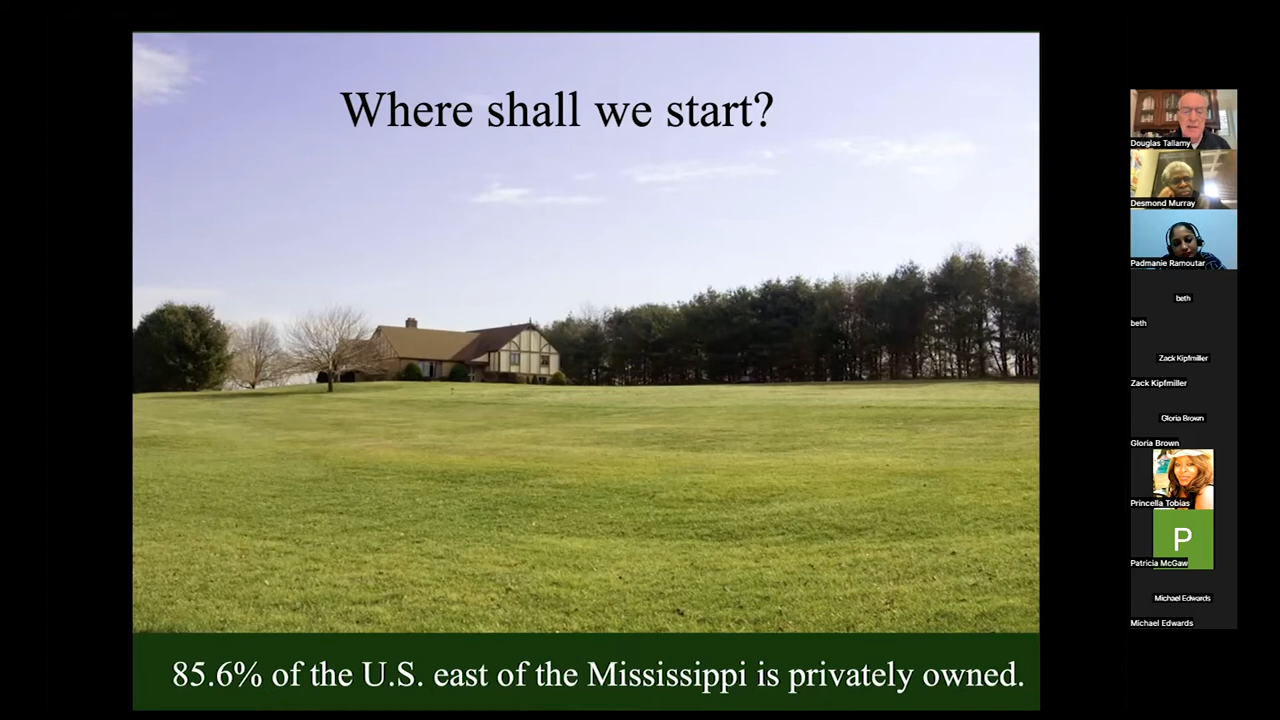 Where shall we start?
85.6% of the U.S. east of the Mississippi is privately owned.
Douglas Tallamy
Desmond Murray
Padmanie Ramoutar
beth
beth
Zack Kipfmiller
Zack Kipfmiller
Gloria Brown
Gloria Brown
Princella Tobias
P
Patricia McGaw
Michael Edwards
Michael Edwards